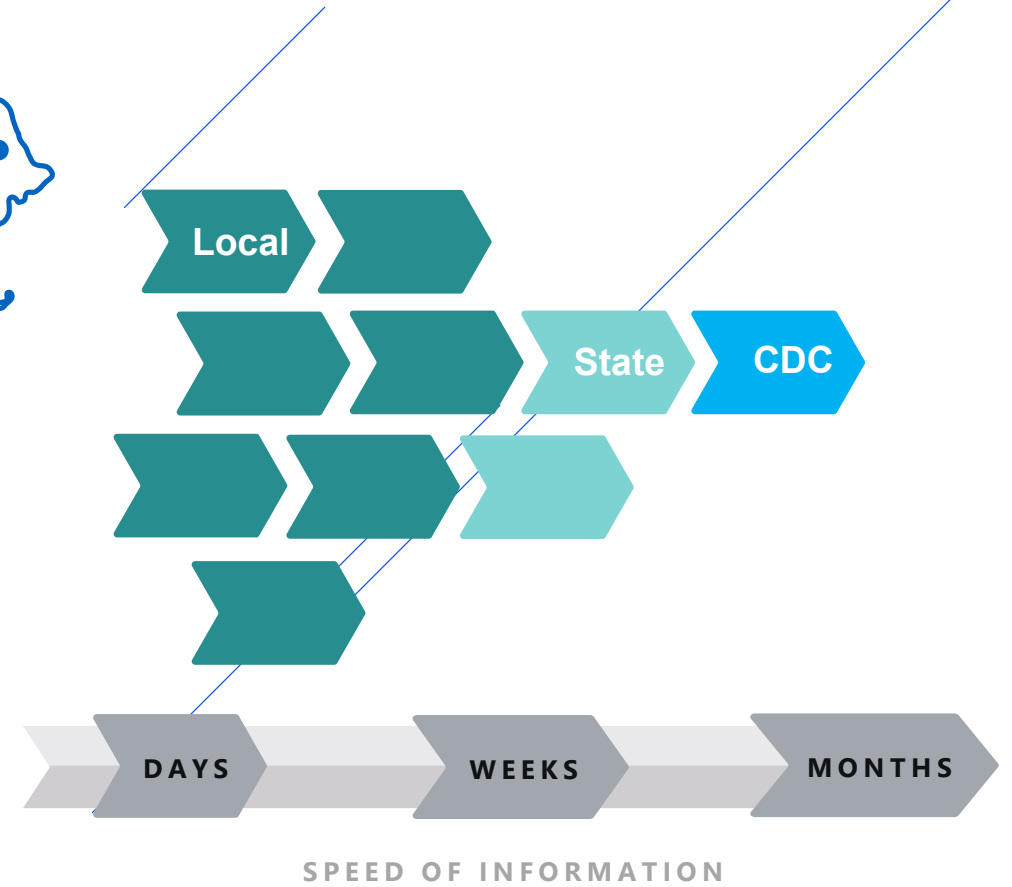 Local
State
CDC
DAYS
WEEKS
MONTHS
SPEED OF INFORMATION